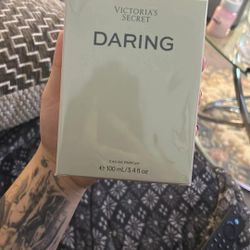 VICTORIA'S
SECRET
DARING
EAU DE PARFUM
℮ 100 mL/3.4 fl oz